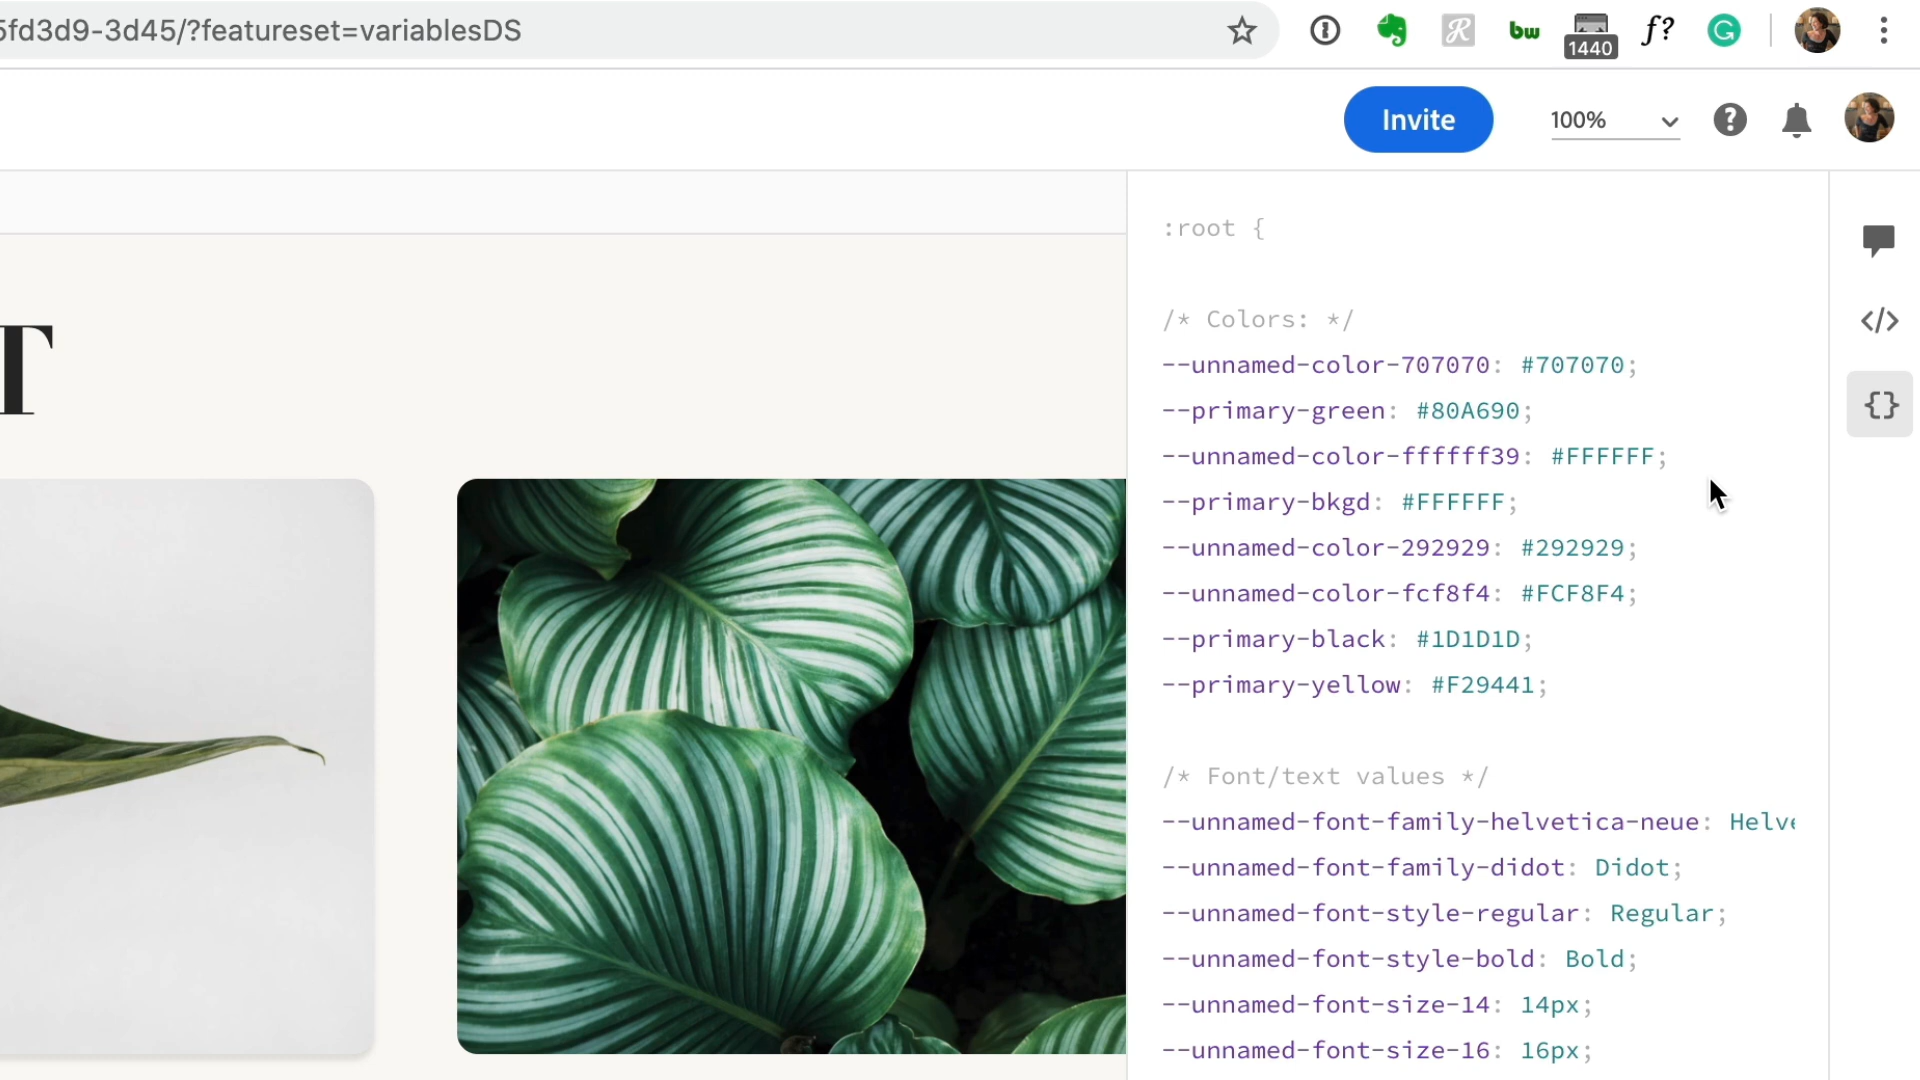 5fd3d9-3d45/?featureset=variablesDS
bw
1440
f?
Invite
100%
T
:root {
/* Colors: */
--unnamed-color-707070: #707070;
--primary-green: #80A690;
--unnamed-color-ffffff39: #FFFFFF;
--primary-bkgd: #FFFFFF;
--unnamed-color-292929: #292929;
--unnamed-color-fcf8f4: #FCF8F4;
--primary-black: #1D1D1D;
--primary-yellow: #F29441;
/* Font/text values */
--unnamed-font-family-helvetica-neue: Helve
--unnamed-font-family-didot: Didot;
--unnamed-font-style-regular: Regular;
--unnamed-font-style-bold: Bold;
--unnamed-font-size-14: 14px;
--unnamed-font-size-16: 16px;